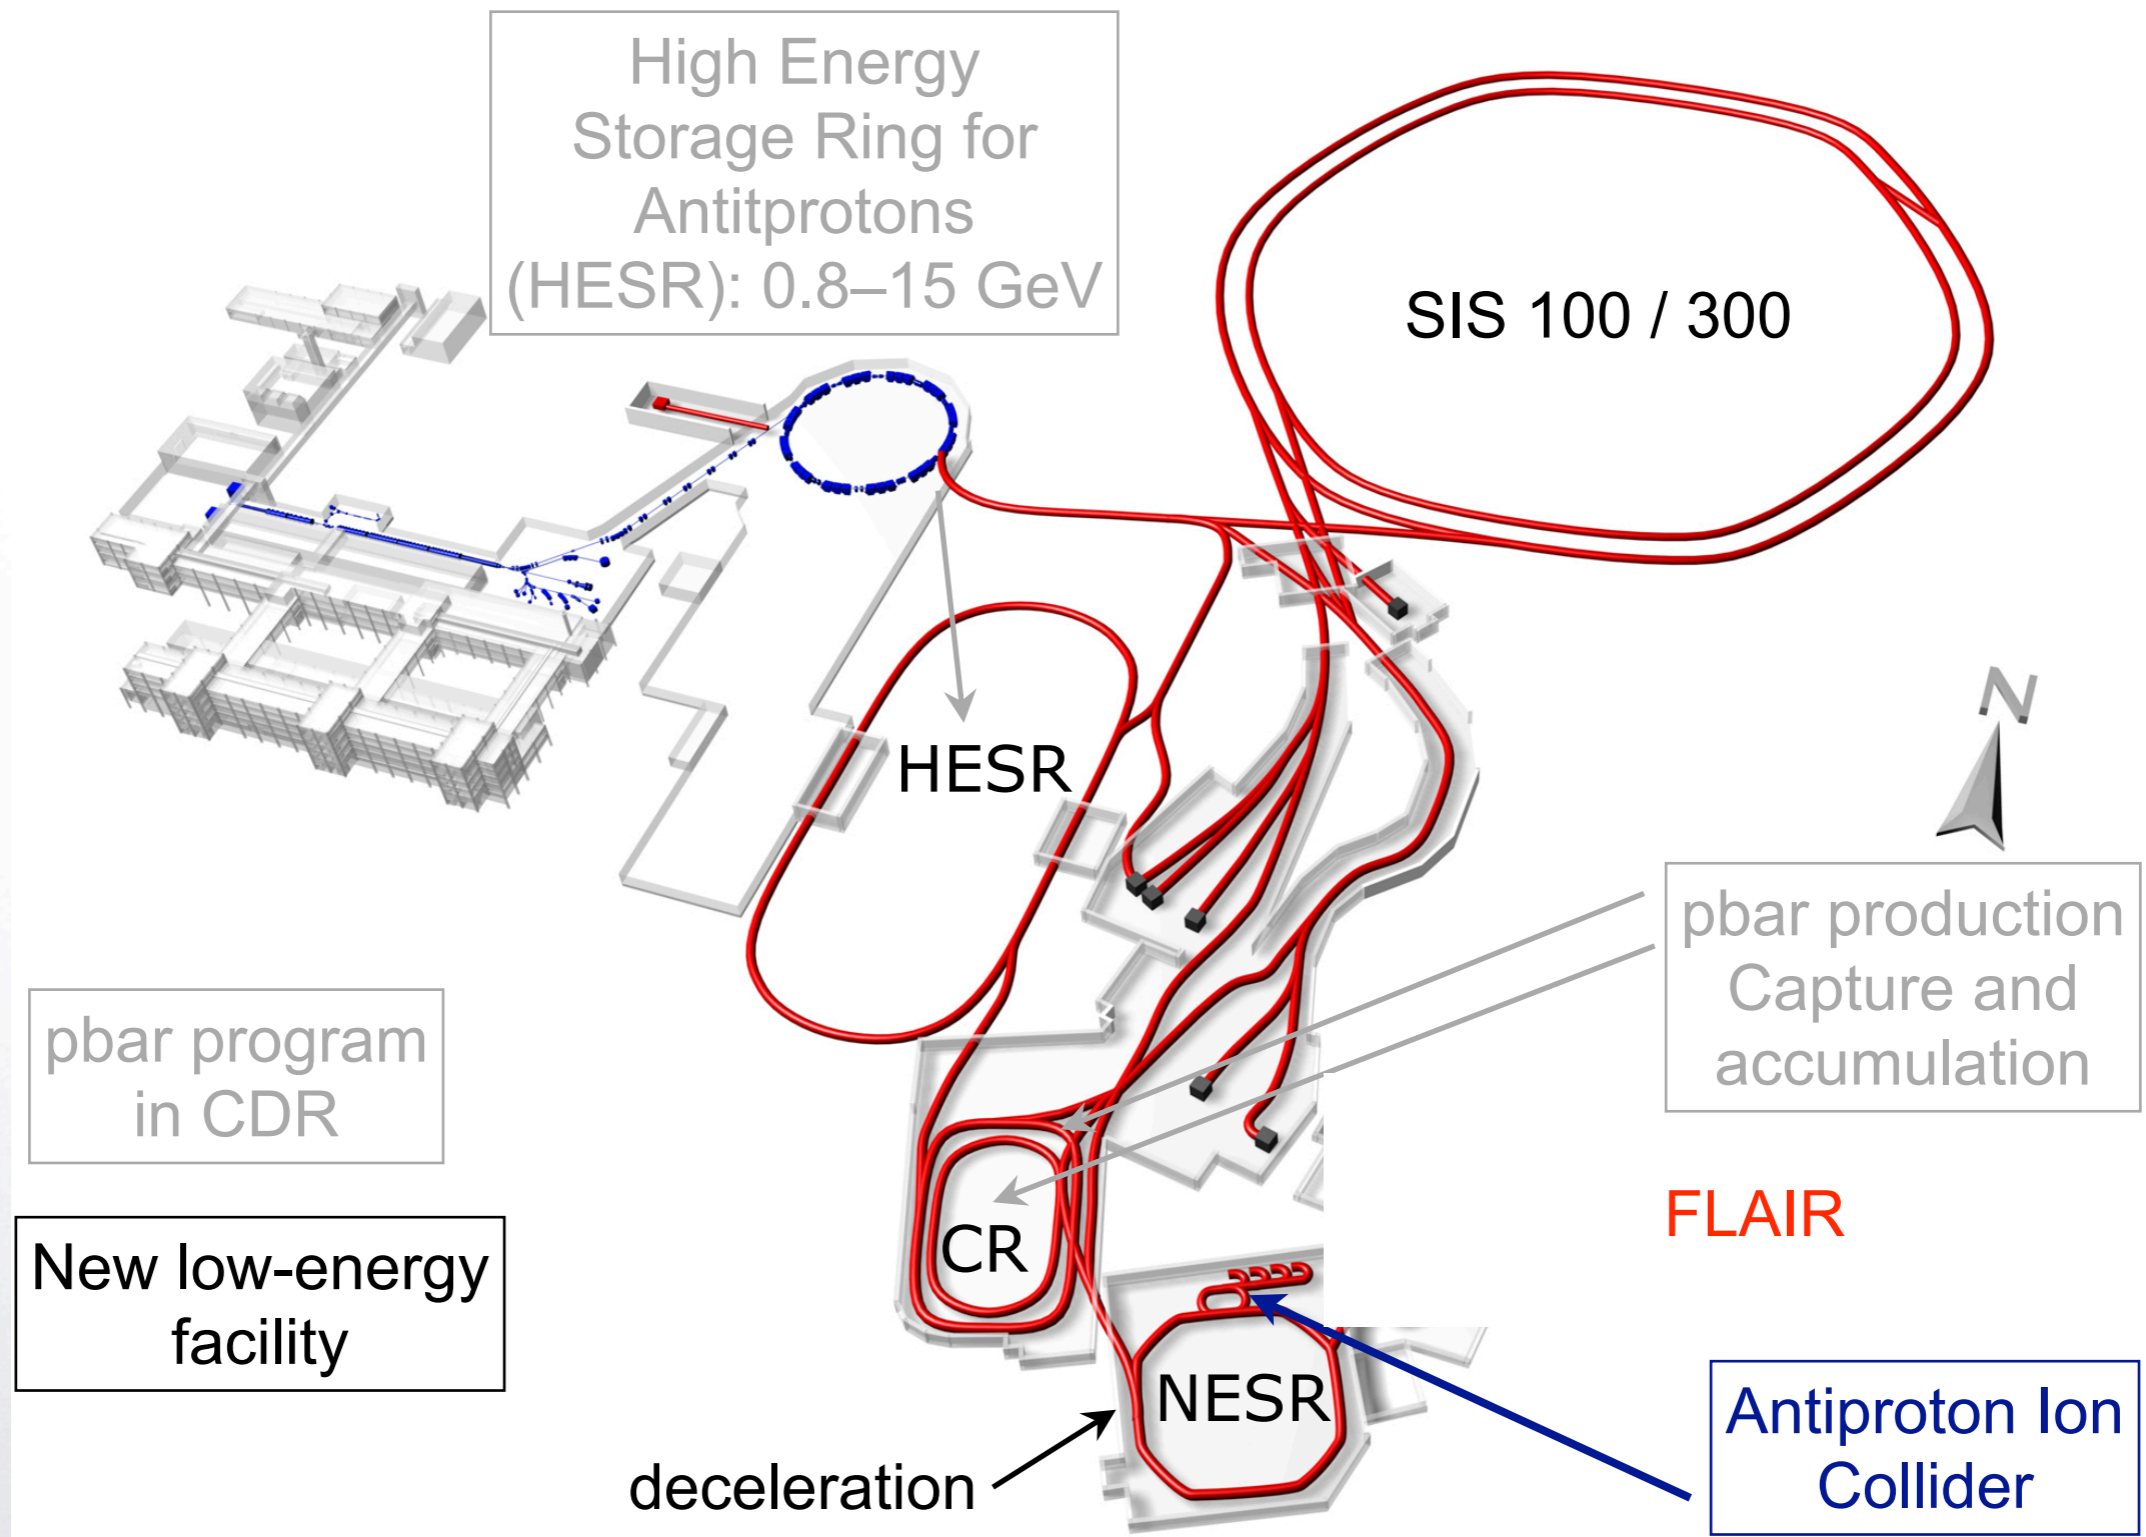 High Energy
Storage Ring for
Antitprotons
(HESR): 0.8–15 GeV
SIS 100 / 300
N
HESR
pbar production
Capture and
accumulation
pbar program
in CDR
FLAIR
New low-energy
facility
CR
NESR
Antiproton Ion
Collider
deceleration